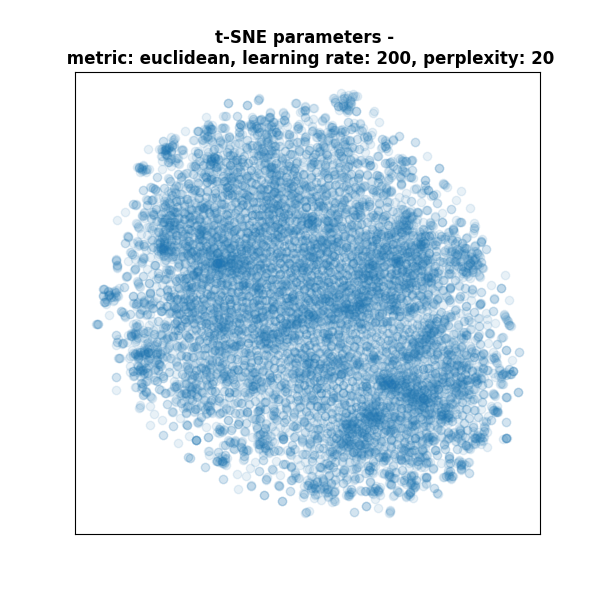 t-SNE parameters -
metric: euclidean, learning rate: 200, perplexity: 20